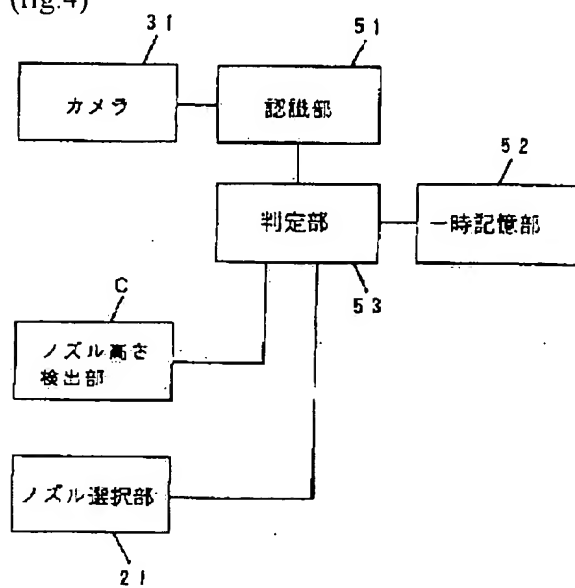 (fig.4)
31
51
カメラ
認識部
52
判定部
一時記憶部
53
C
ノズル高さ
検出部
ノズル選択部
21